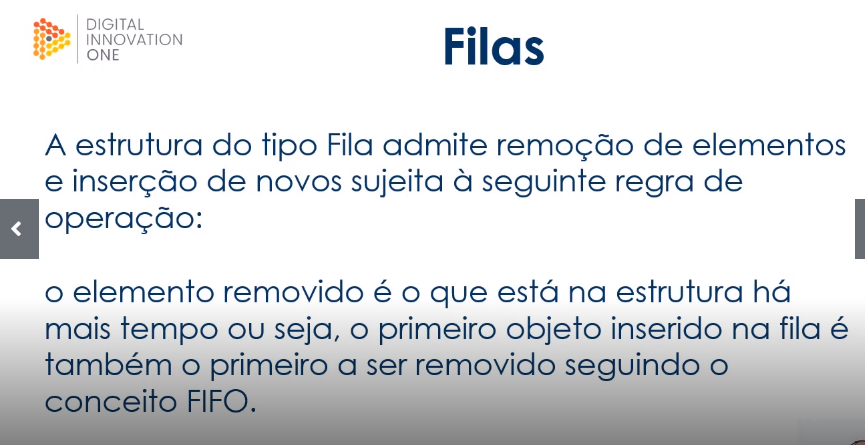 DIGITAL
INNOVATION
ONE
Filas
A estrutura do tipo Fila admite remoção de elementos
e inserção de novos sujeita à seguinte regra de
operação:
o elemento removido é o que está na estrutura há
mais tempo ou seja, o primeiro objeto inserido na fila é
também o primeiro a ser removido seguindo o
conceito FIFO.